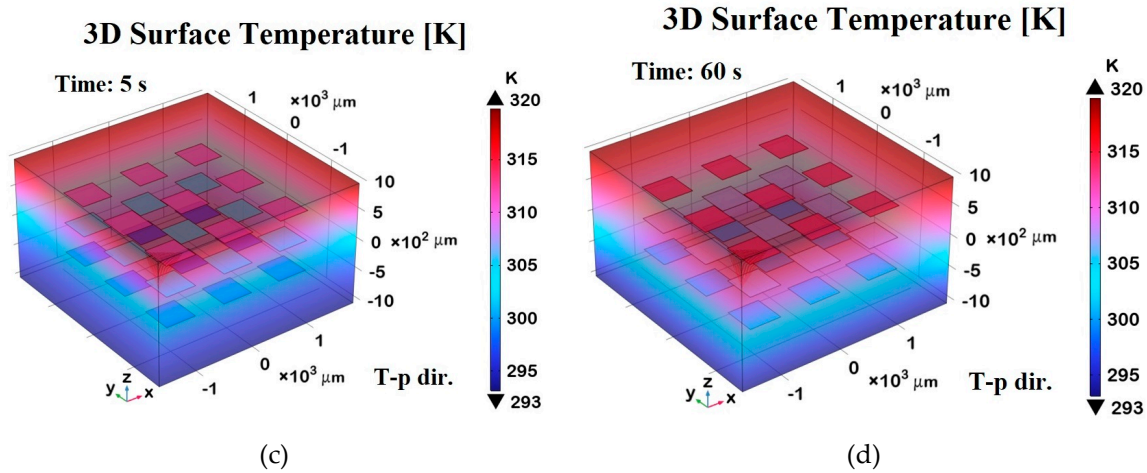 3D Surface Temperature [K]
Time: 5 s
K
320
315
310
305
300
295
293
1
0
-1
×10³ μm
10
5
0
-5
-10
×10² μm
1
0
-1
×10³ μm
y z x
T-p dir.
(c)
3D Surface Temperature [K]
Time: 60 s
K
320
315
310
305
300
295
293
1
0
-1
×10³ μm
10
5
0
-5
-10
×10² μm
1
0
-1
×10³ μm
y z x
T-p dir.
(d)